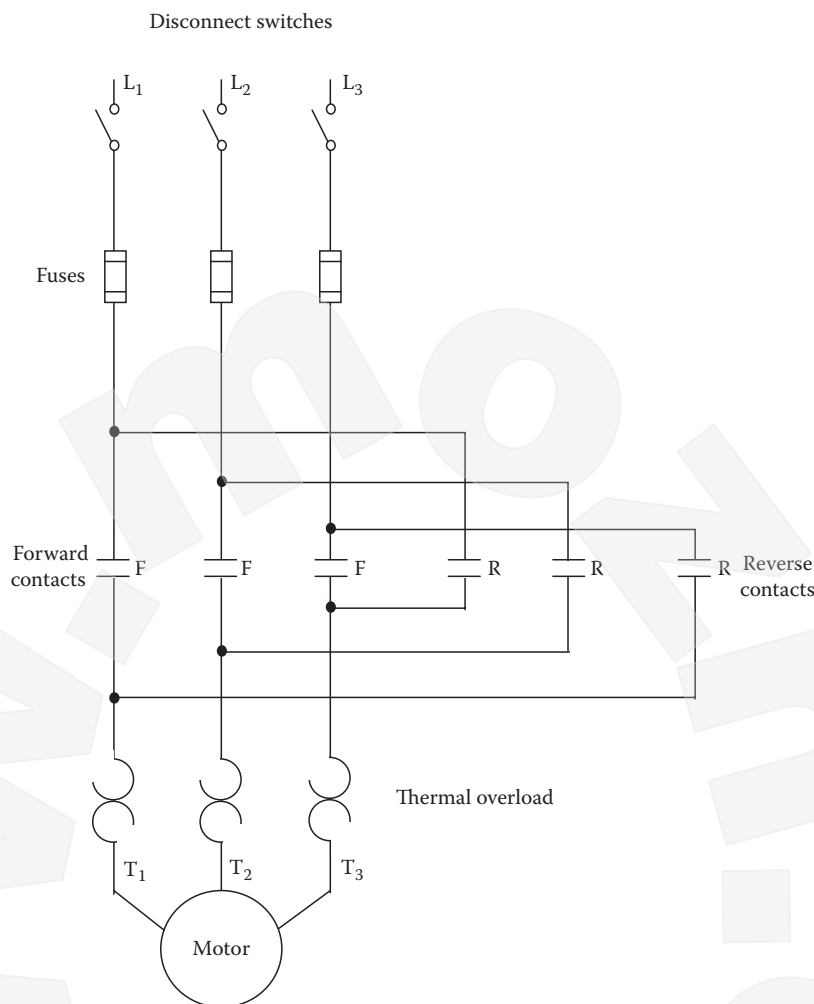 Disconnect switches
L1 L2 L3
Fuses
Forward contacts
F F F R R R
Reverse contacts
Thermal overload
T1 T2 T3
Motor